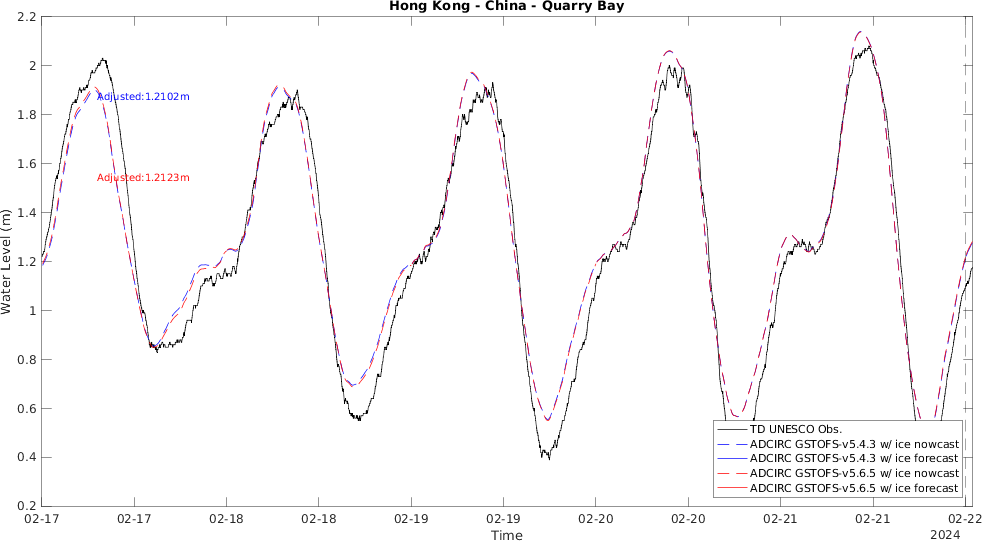 Hong Kong - China - Quarry Bay
2.2
2
1.8
1.6
1.4
1.2
1
0.8
0.6
0.4
0.2
Water Level (m)
Adjusted:1.2102m
Adjusted:1.2123m
TD UNESCO Obs.
ADCIRC GSTOFS-v5.4.3 w/ ice nowcast
ADCIRC GSTOFS-v5.4.3 w/ ice forecast
ADCIRC GSTOFS-v5.6.5 w/ ice nowcast
ADCIRC GSTOFS-v5.6.5 w/ ice forecast
02-17 02-17 02-18 02-18 02-19 02-19 02-20 02-20 02-21 02-21 02-22
Time
2024